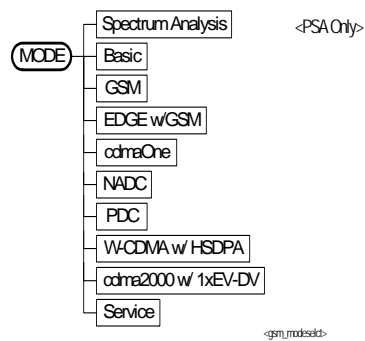 Spectrum Analysis <PSA Only>
MODE
Basic
GSM
EDGE w/GSM
cdmaOne
NADC
PDC
W-CDMA w/ HSDPA
cdma2000 w/ 1xEV-DV
Service
<gsm_modeselct>